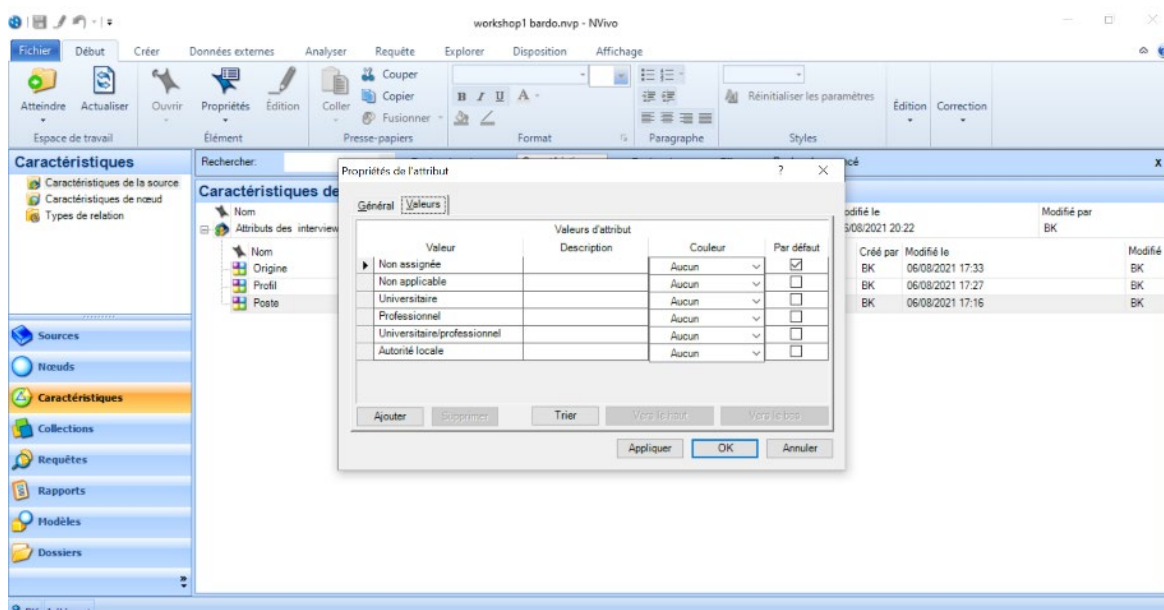 workshop1 bardo.nvp - NVivo
Fichier Début Créer Données externes Analyser Requête Explorer Disposition Affichage
Atteindre Actualiser Ouvrir Propriétés Édition Coller Couper
Copier
Fusionner
B I U A
Réinitialiser les paramètres
Édition Correction
Espace de travail Élément Presse-papiers Format Paragraphe Styles
Caractéristiques
Caractéristiques de la source
Caractéristiques de nœud
Types de relation
Sources
Nœuds
Caractéristiques
Collections
Requêtes
Rapports
Modèles
Dossiers
Rechercher:
X
Caractéristiques de
Nom
Attributs des interview
Nom
Origine
Profil
Poste
Modifié par
20:22 BK
Créé par Modifié le Modifié
BK 06/08/2021 17:33 BK
BK 06/08/2021 17:27 BK
BK 06/08/2021 17:16 BK
Propriétés de l'attribut ? X
Général Valeurs
Valeurs d'attribut
Valeur Description Couleur Par défaut
Non assignée Aucun
Non applicable Aucun
Universitaire Aucun
Professionnel Aucun
Universitaire/professionnel Aucun
Autorité locale Aucun
Ajouter Supprimer Trier Vers le haut Vers le bas
Appliquer OK Annuler